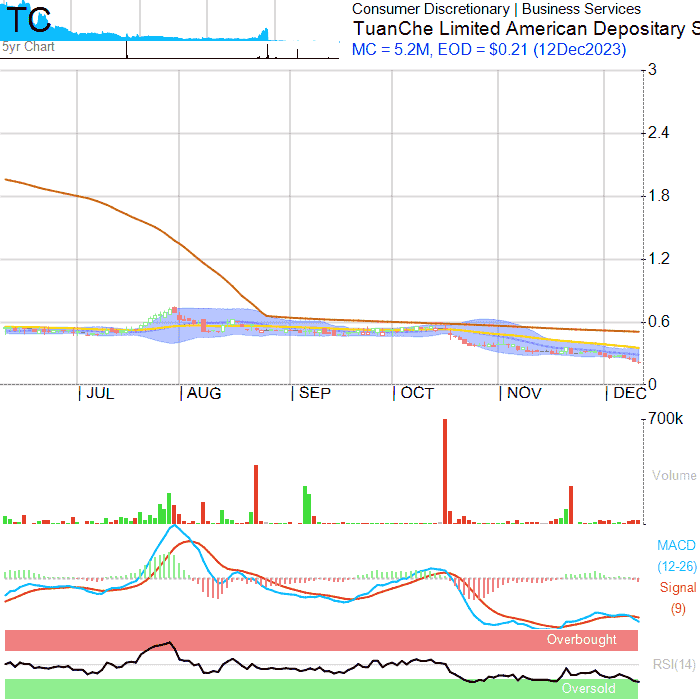 TC
5yr Chart
Consumer Discretionary | Business Services
TuanChe Limited American Depositary S
MC = 5.2M, EOD = $0.21 (12Dec2023)
3
2.4
1.8
1.2
0.6
0
JUL AUG SEP OCT NOV DEC
700k
Volume
MACD
(12-26)
Signal
(9)
Overbought
RSI(14)
Oversold